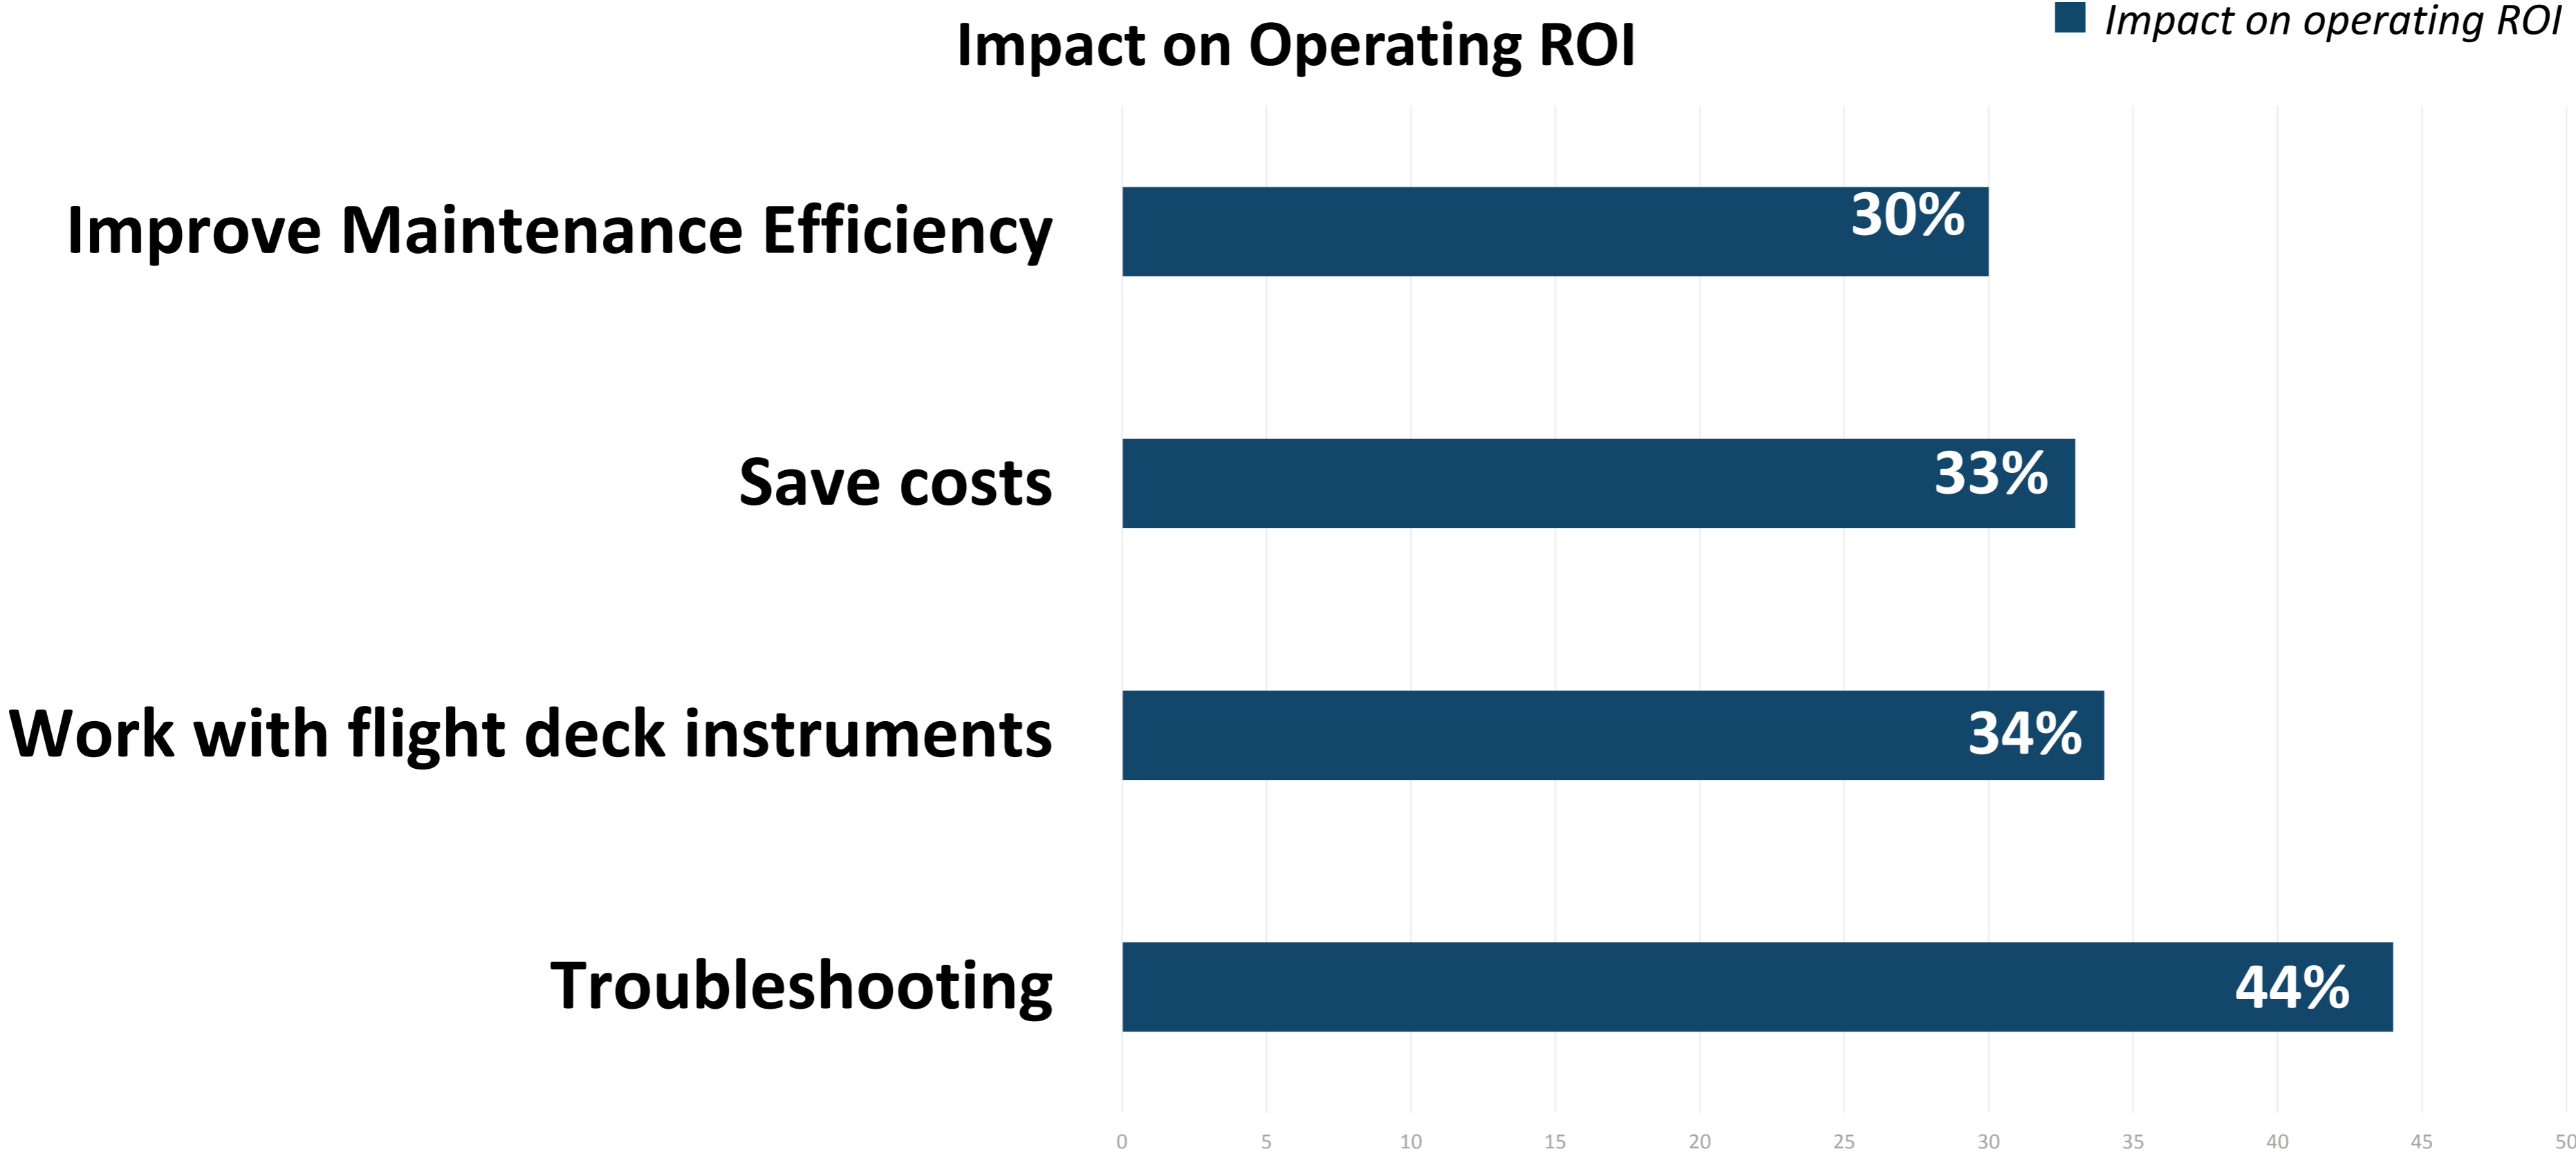 Impact on Operating ROI
Impact on operating ROI
Improve Maintenance Efficiency
30%
Save costs
33%
Work with flight deck instruments
34%
Troubleshooting
44%
0 5 10 15 20 25 30 35 40 45 50